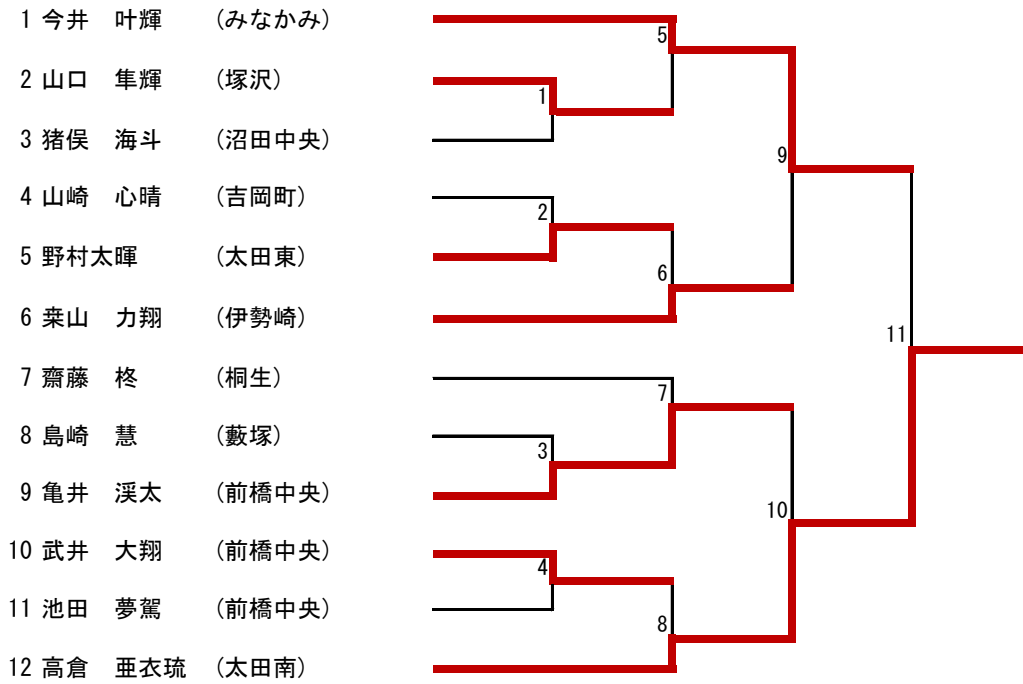 1 今井　叶輝　　（みなかみ）
5
2 山口　隼輝　　（塚沢）
1
3 猪俣　海斗　　（沼田中央）
9
4 山崎　心晴　　（吉岡町）
2
5 野村太暉　　　（太田東）
6
6 桒山　力翔　　（伊勢崎）
11
7 齋藤　柊　　　（桐生）
7
8 島崎　慧　　　（藪塚）
3
9 亀井　渓太　　（前橋中央）
10
10 武井　大翔　　（前橋中央）
4
11 池田　夢駕　　（前橋中央）
8
12 高倉　亜衣琉　（太田南）